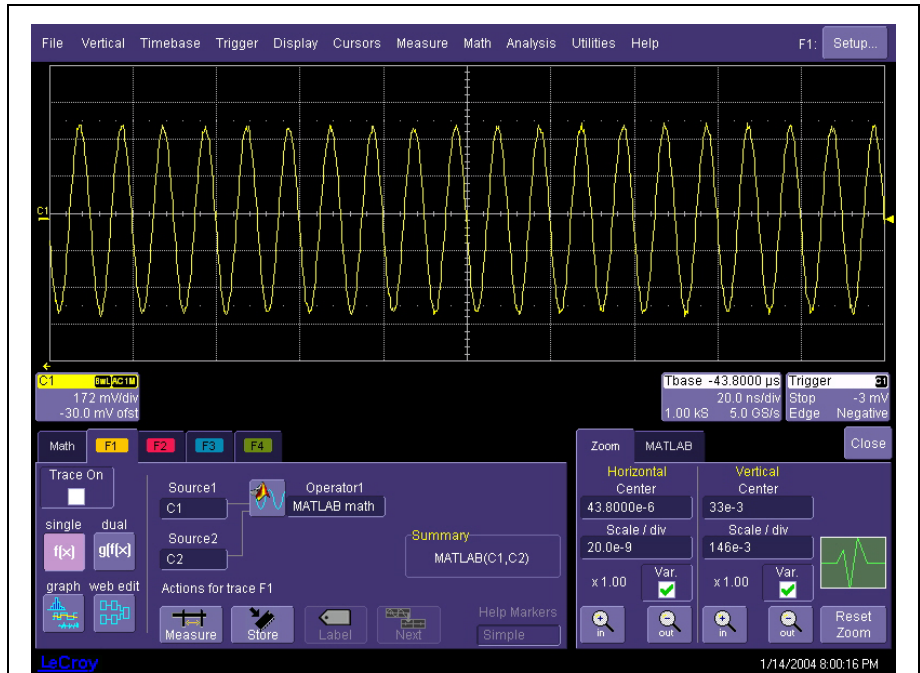 File Vertical Timebase Trigger Display Cursors Measure Math Analysis Utilities Help F1: Setup...
C1
C1 BwL AC1M
172 mV/div
-30.0 mV ofst
Tbase -43.8000 µs
20.0 ns/div
1.00 kS 5.0 GS/s
Trigger C1
Stop -3 mV
Edge Negative
Math F1 F2 F3 F4
Trace On
single dual
f(x) g(f(x)
graph web edit
Source1
C1
Source2
C2
Operator1
MATLAB math
Summary
MATLAB(C1,C2)
Actions for trace F1
Measure Store Label Next
Help Markers
Simple
Zoom MATLAB Close
Horizontal
Center
43.8000e-6
Scale / div
20.0e-9
x 1.00 Var.
in out
Vertical
Center
33e-3
Scale / div
146e-3
x 1.00 Var.
in out
Reset
Zoom
LeCroy 1/14/2004 8:00:16 PM